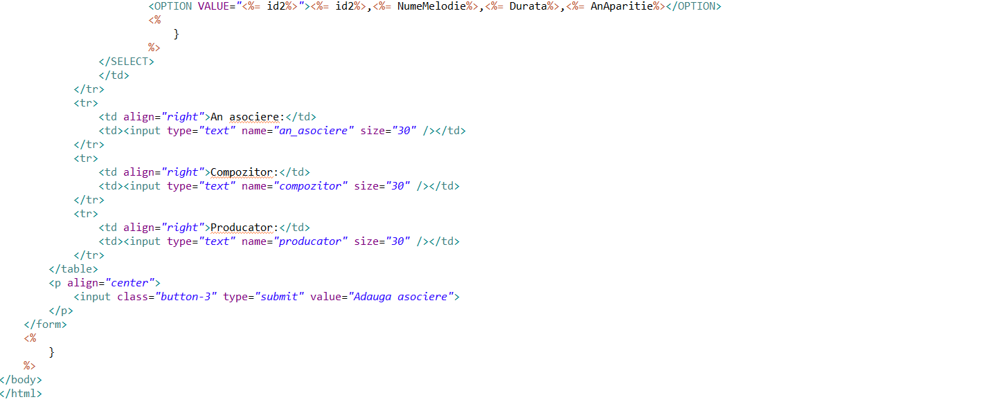 <OPTION VALUE="<%= id2%>"><%= id2%>,<%= NumeMelodie%>,<%= Durata%>,<%= AnAparitie%></OPTION>
<%
}
%>
</SELECT>
</td>
</tr>
<tr>
<td align="right">An asociere:</td>
<td><input type="text" name="an_asociere" size="30" /></td>
</tr>
<tr>
<td align="right">Compozitor:</td>
<td><input type="text" name="compozitor" size="30" /></td>
</tr>
<tr>
<td align="right">Producator:</td>
<td><input type="text" name="producator" size="30" /></td>
</tr>
</table>
<p align="center">
<input class="button-3" type="submit" value="Adauga asociere">
</p>
</form>
<%
}
%>
</body>
</html>